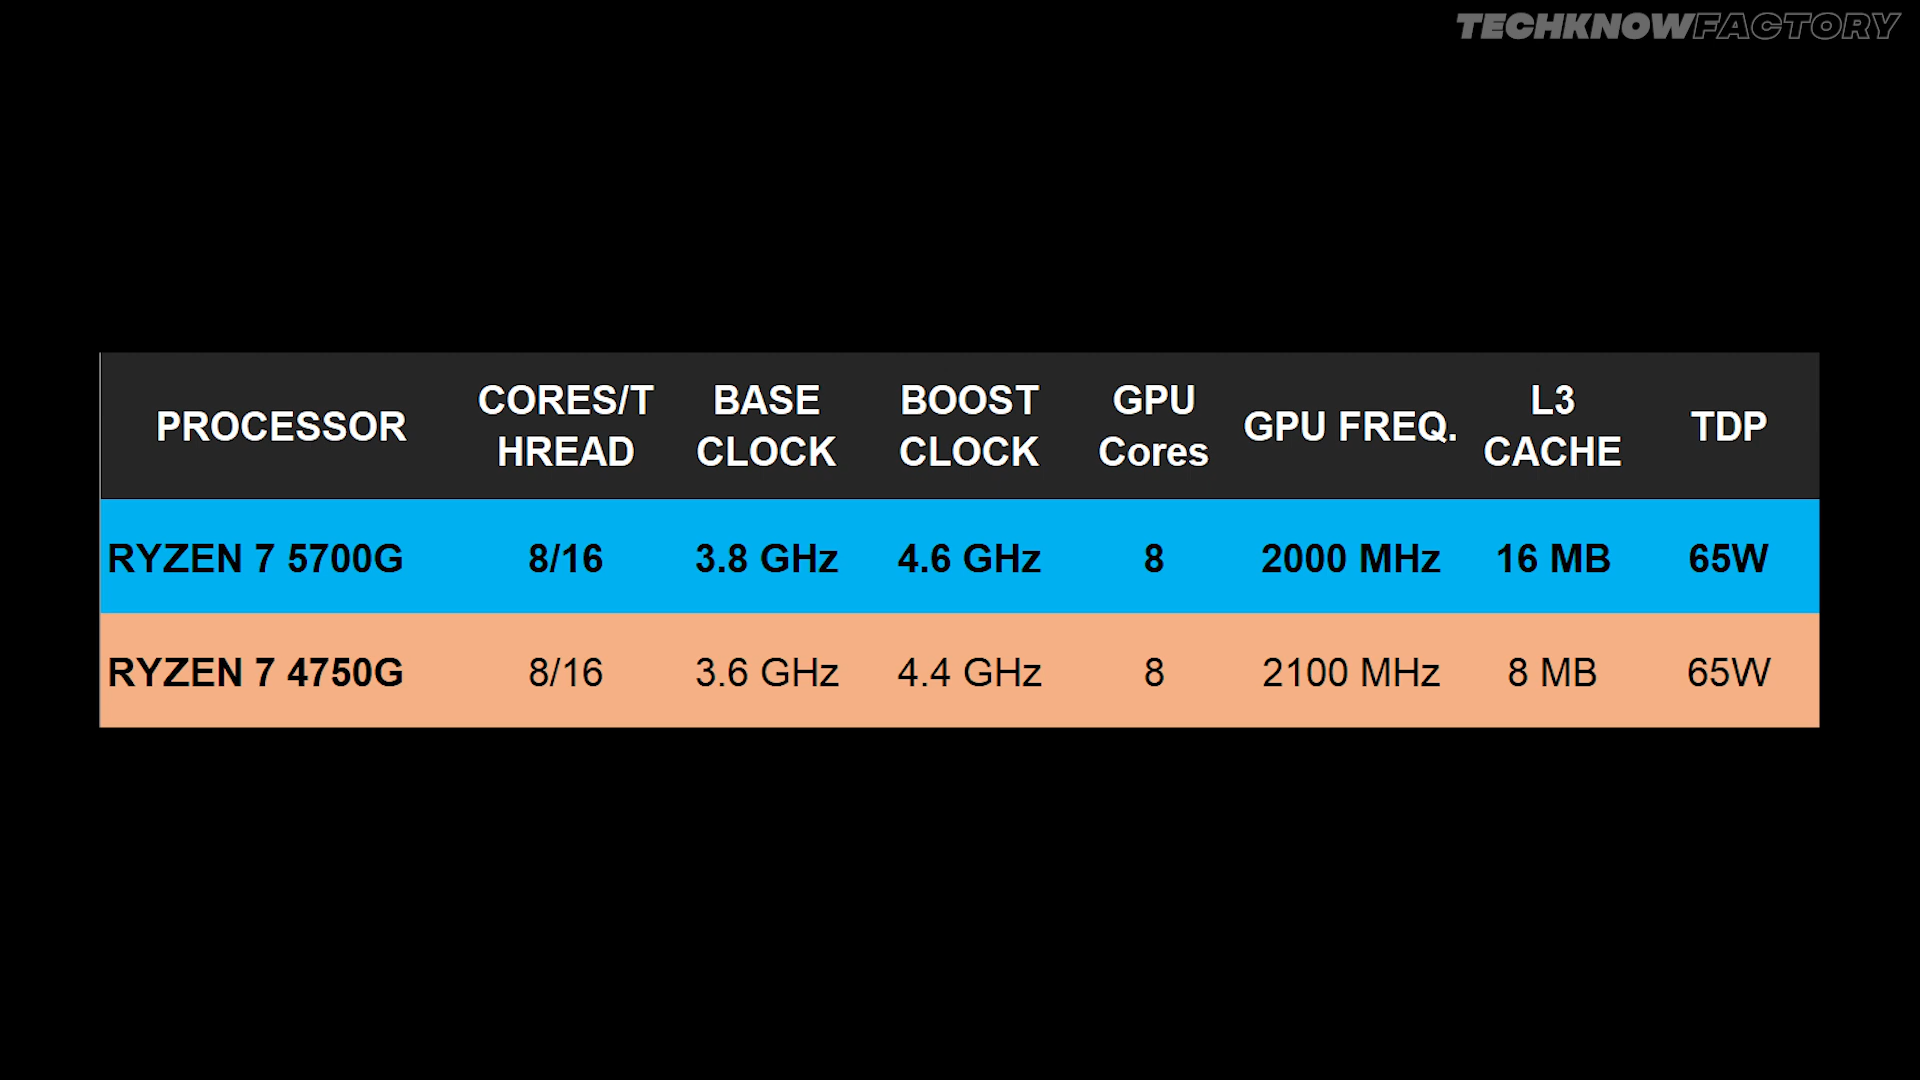 TECHKNOWFACTORY
PROCESSOR CORES/T HREAD BASE CLOCK BOOST CLOCK GPU Cores GPU FREQ. L3 CACHE TDP
RYZEN 7 5700G 8/16 3.8 GHz 4.6 GHz 8 2000 MHz 16 MB 65W
RYZEN 7 4750G 8/16 3.6 GHz 4.4 GHz 8 2100 MHz 8 MB 65W